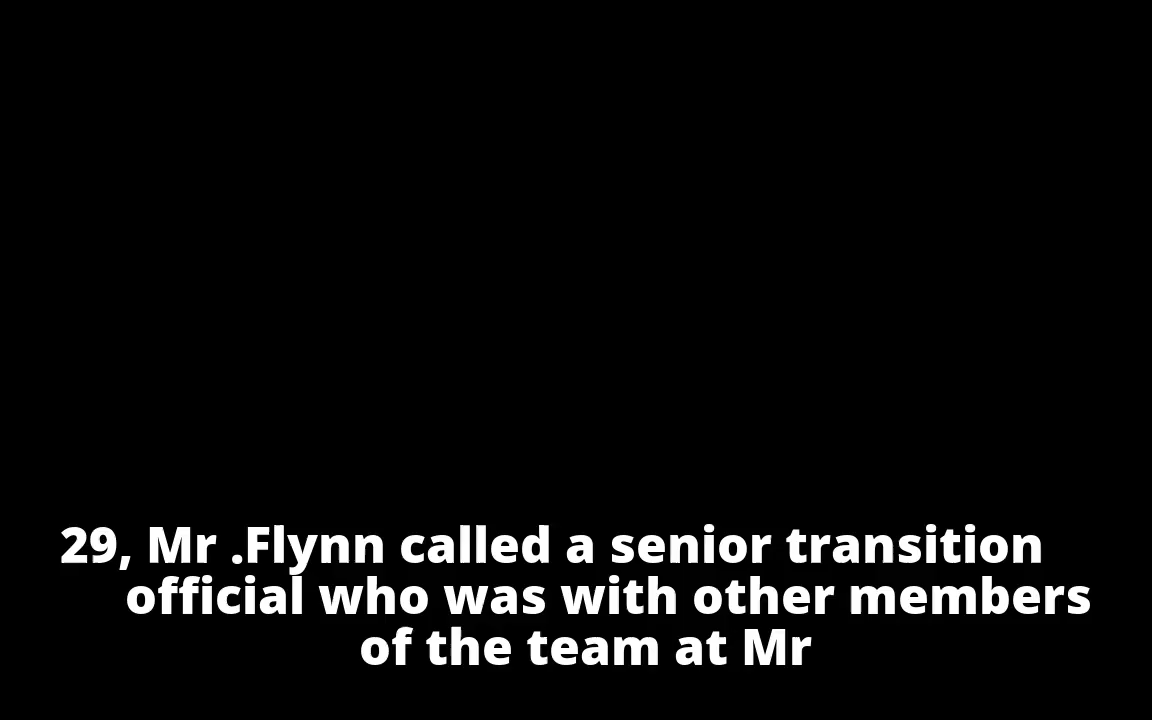 29, Mr .Flynn called a senior transition
official who was with other members
of the team at Mr